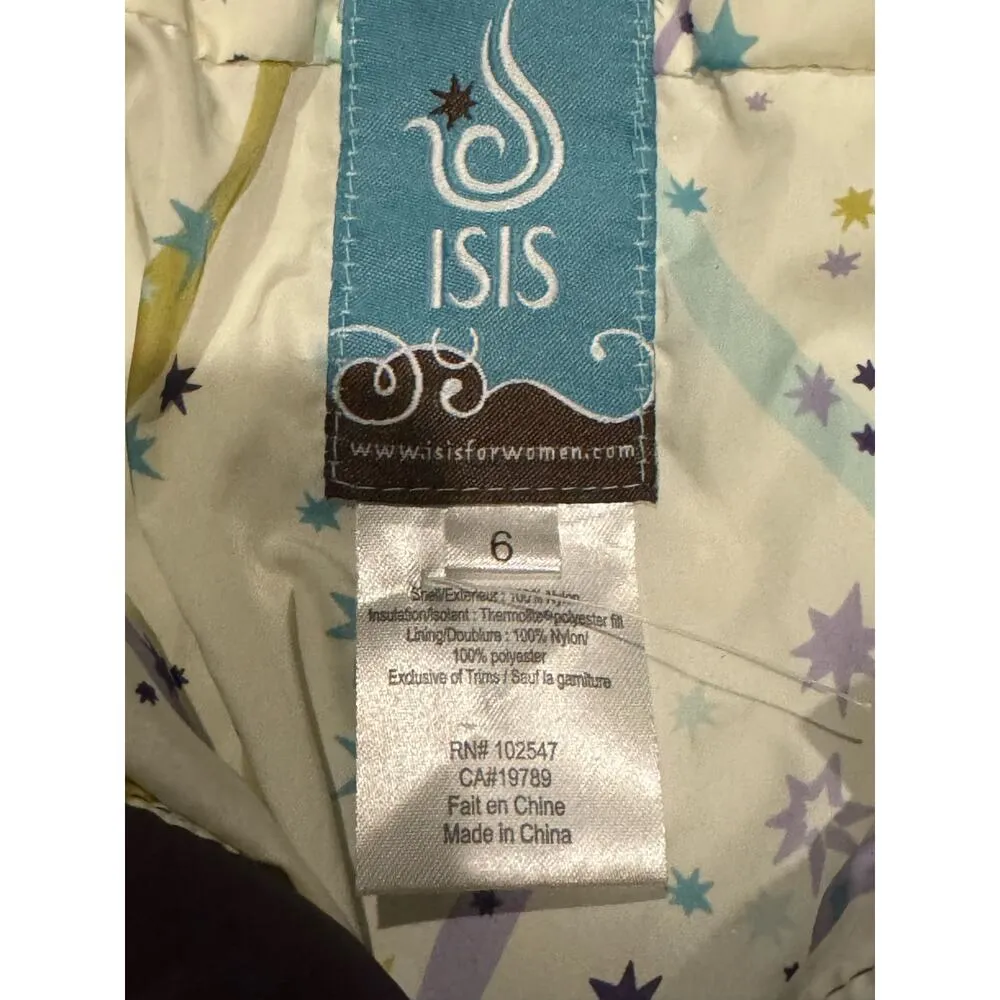 ISIS
www.isisforwomen.com
6
Shell/Exterieur : 100% Nylon
Insulation/Isolant : Thermolite® polyester fill
Lining/Doublure : 100% Nylon/
100% polyester
Exclusive of Trims / Sauf la garniture
RN# 102547
CA#19789
Fait en Chine
Made in China